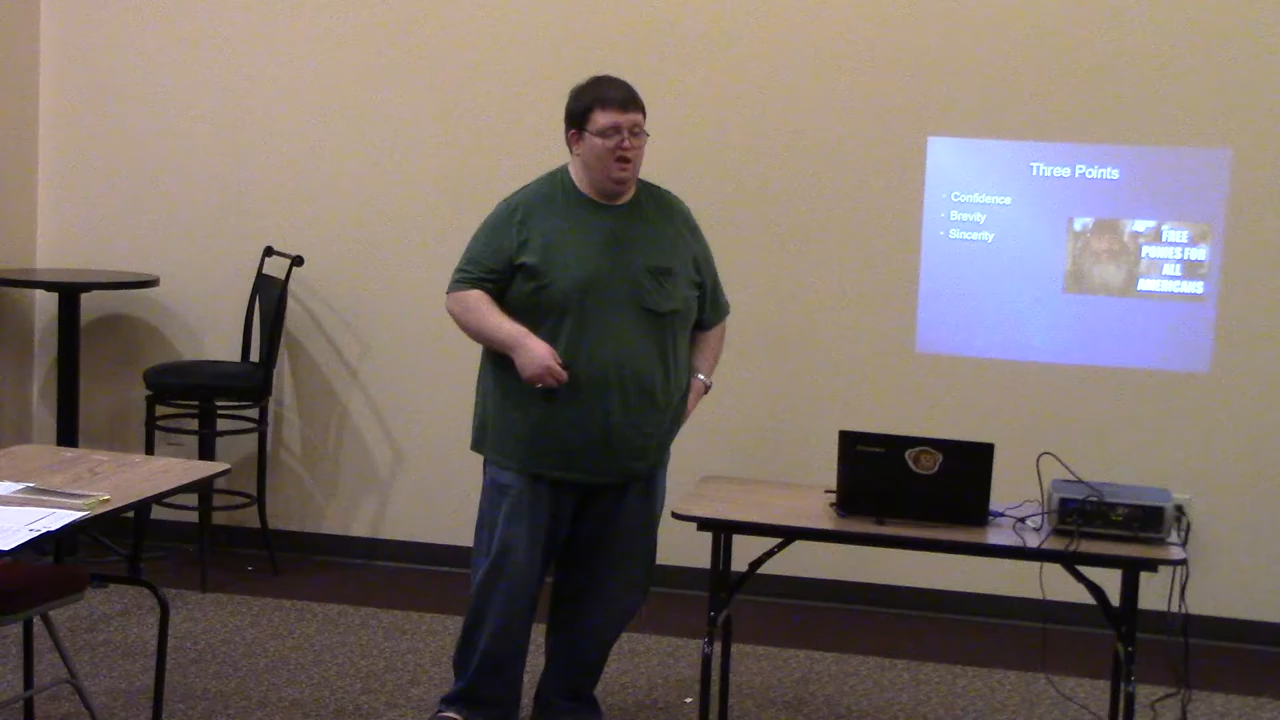 Three Points
Confidence
Brevity
Sincerity
FREE
PONIES FOR
ALL
AMERICANS